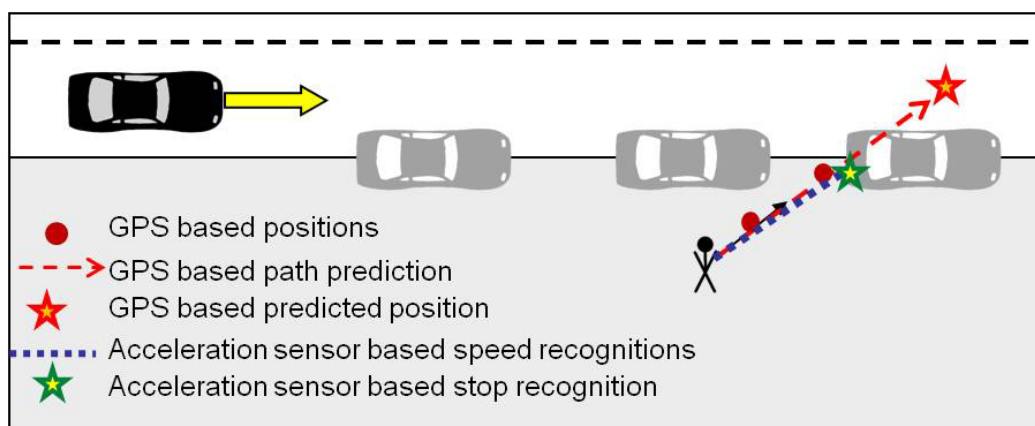 GPS based positions
GPS based path prediction
GPS based predicted position
Acceleration sensor based speed recognitions
Acceleration sensor based stop recognition